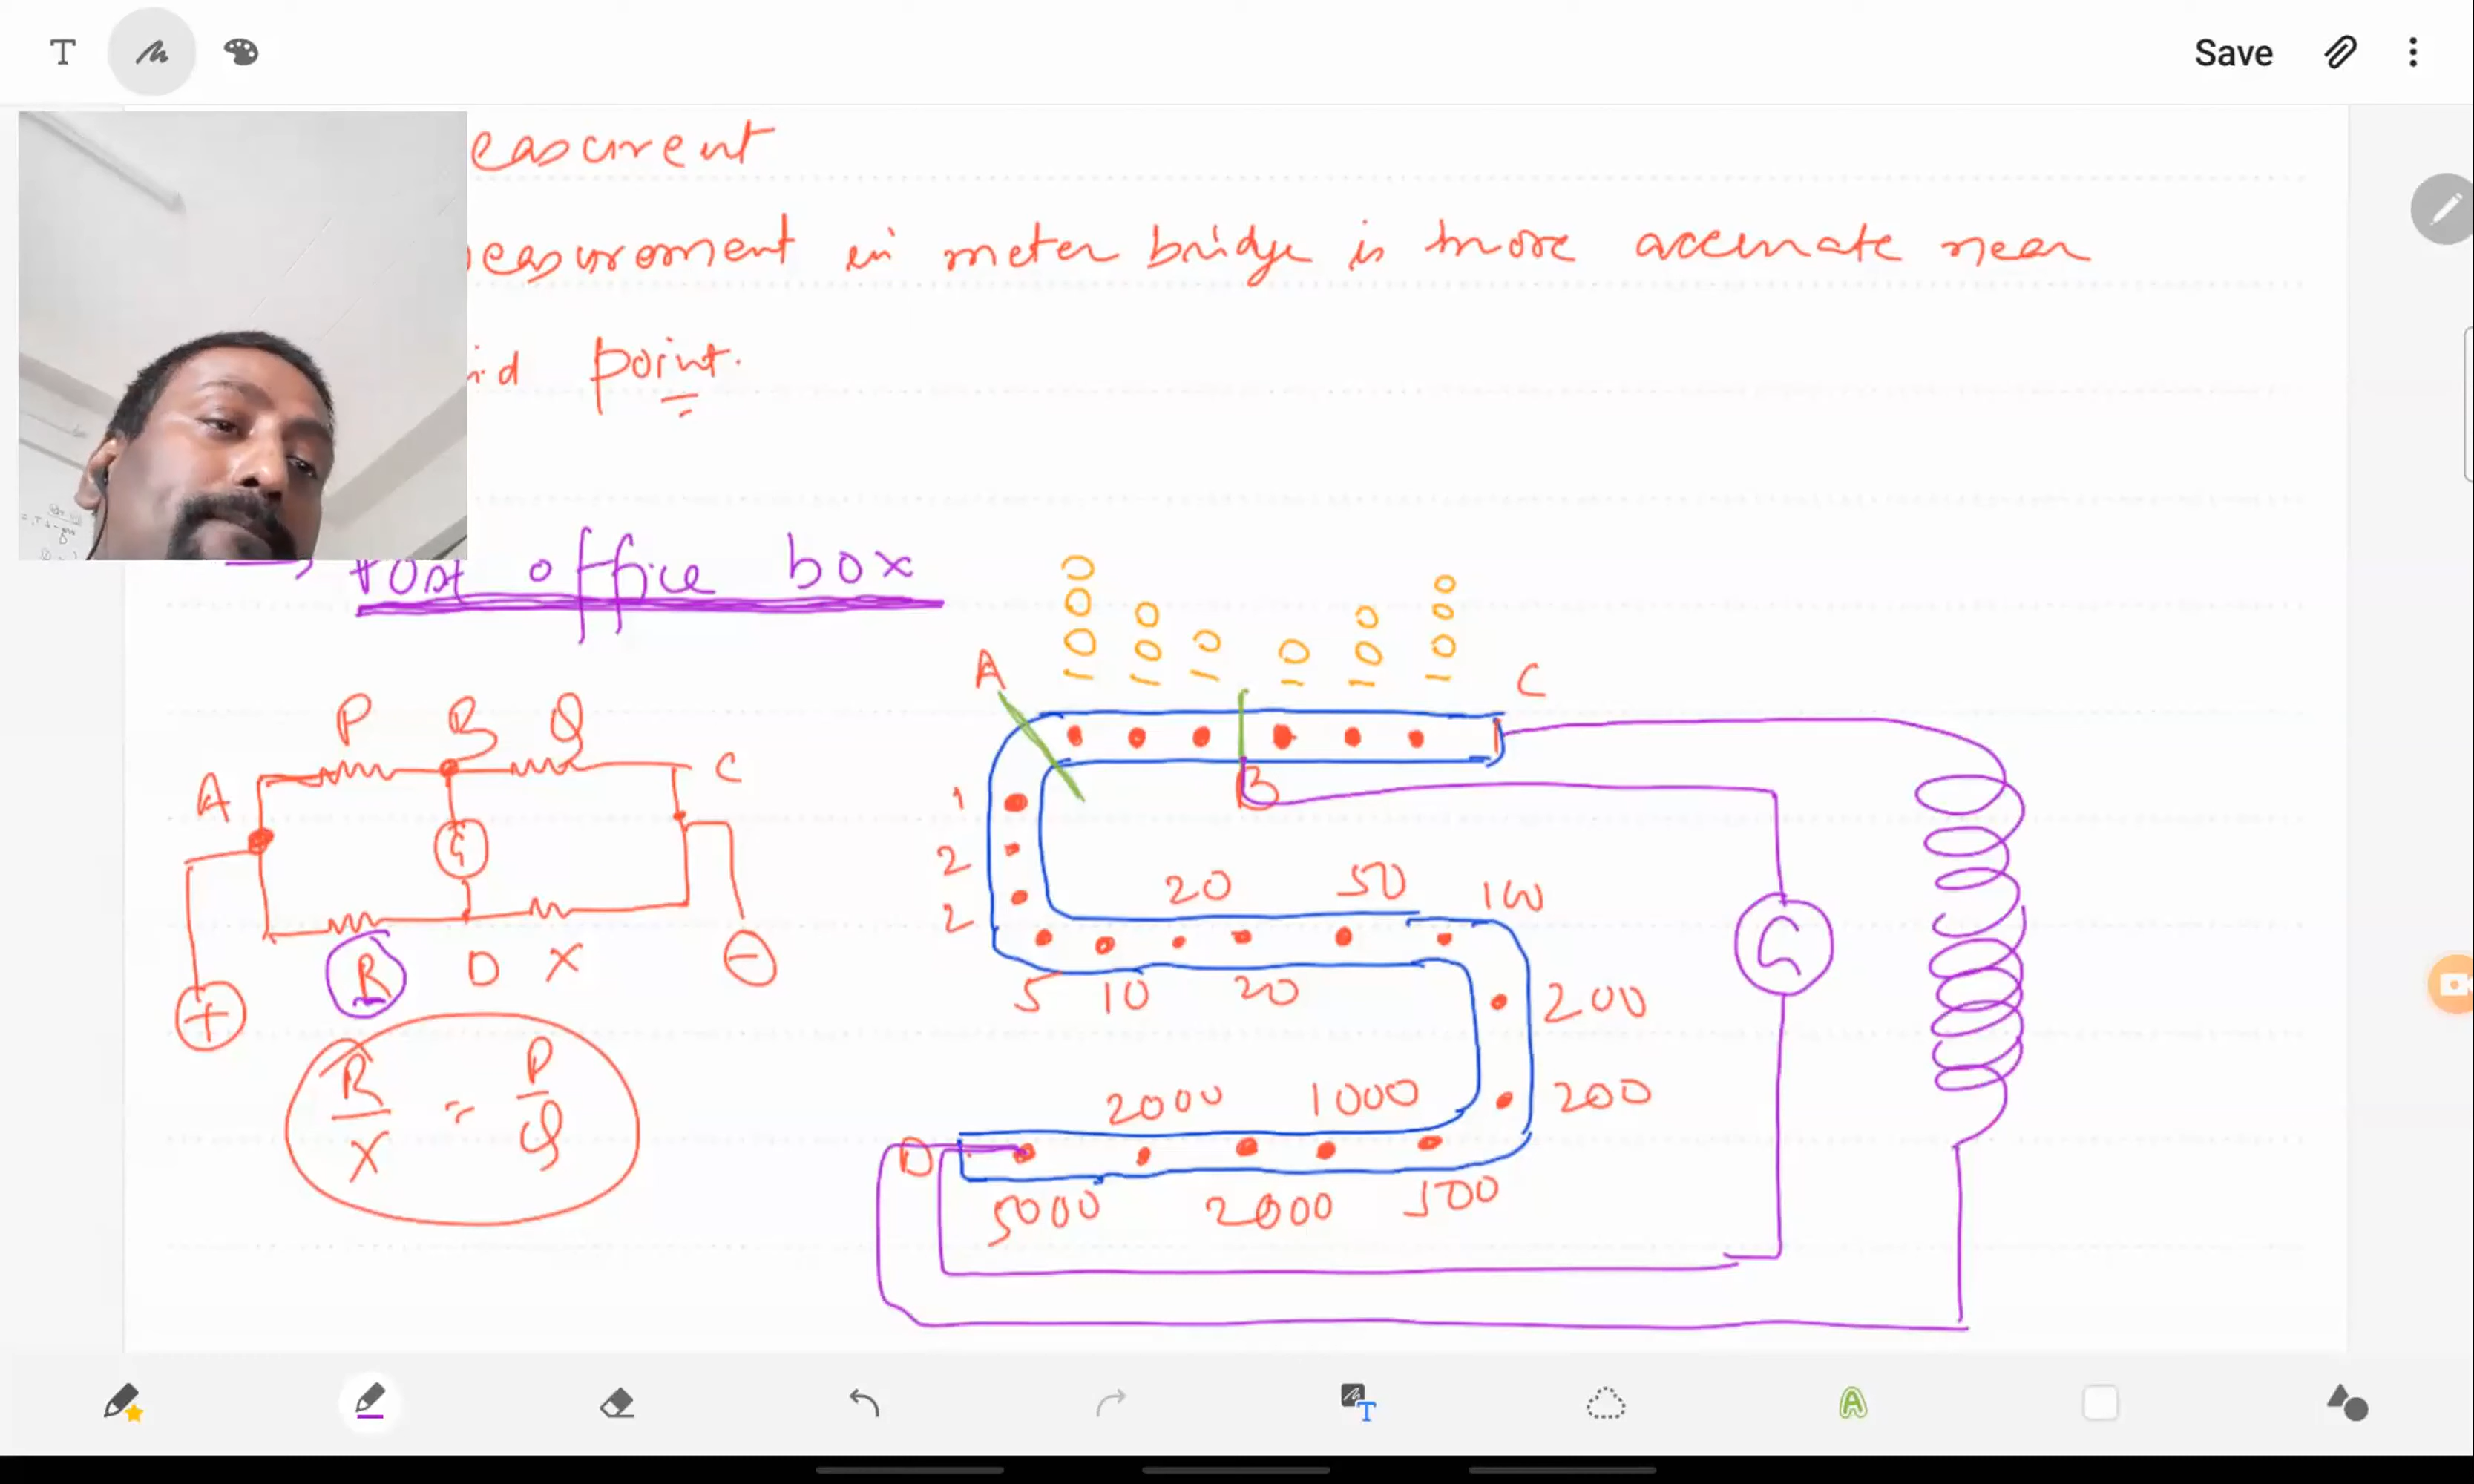 T
Save
easurent
easurement in meter bridge is more accurate near
id point.
Post office box
1000 100 10 10 100 1000
A C
P B Q
A C
B
1
2
2
G
20 50 100
R D X
5 10 20
200
G
+ -
R/X = P/Q
2000 1000 200
D
5000 2000 500
T
A